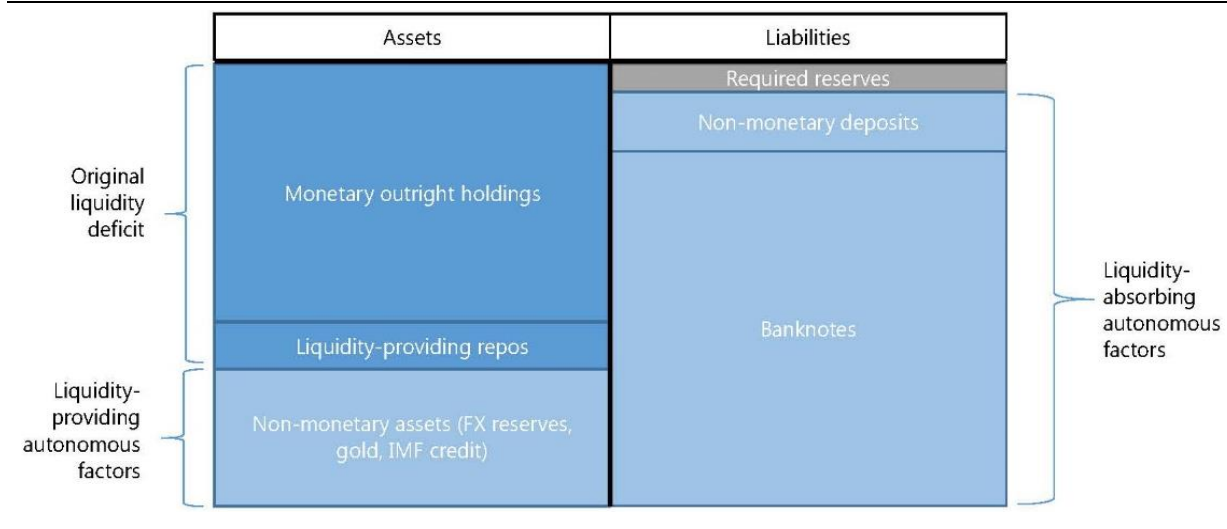 Assets
Liabilities
Original
liquidity
deficit
Monetary outright holdings
Liquidity-providing repos
Liquidity-
providing
autonomous
factors
Non-monetary assets (FX reserves,
gold, IMF credit)
Required reserves
Non-monetary deposits
Banknotes
Liquidity-
absorbing
autonomous
factors